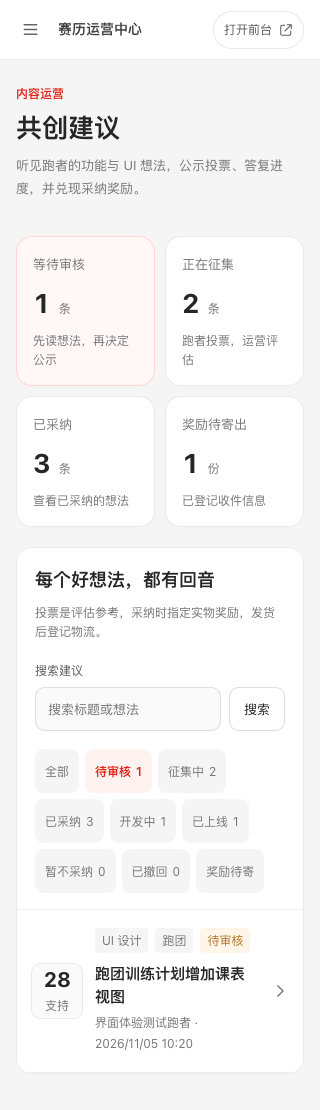 赛历运营中心
打开前台
内容运营
共创建议
听见跑者的功能与 UI 想法，公示投票、答复进
度，并兑现采纳奖励。
等待审核
1 条
先读想法，再决定
公示
正在征集
2 条
跑者投票，运营评
估
已采纳
3 条
查看已采纳的想法
奖励待寄出
1 份
已登记收件信息
每个好想法，都有回音
投票是评估参考，采纳时指定实物奖励，发货
后登记物流。
搜索建议
搜索标题或想法
搜索
全部 待审核 1 征集中 2
已采纳 3 开发中 1 已上线 1
暂不采纳 0 已撤回 0 奖励待寄
28
支持
UI 设计 跑团 待审核
跑团训练计划增加课表
视图
界面体验测试跑者 ·
2026/11/05 10:20